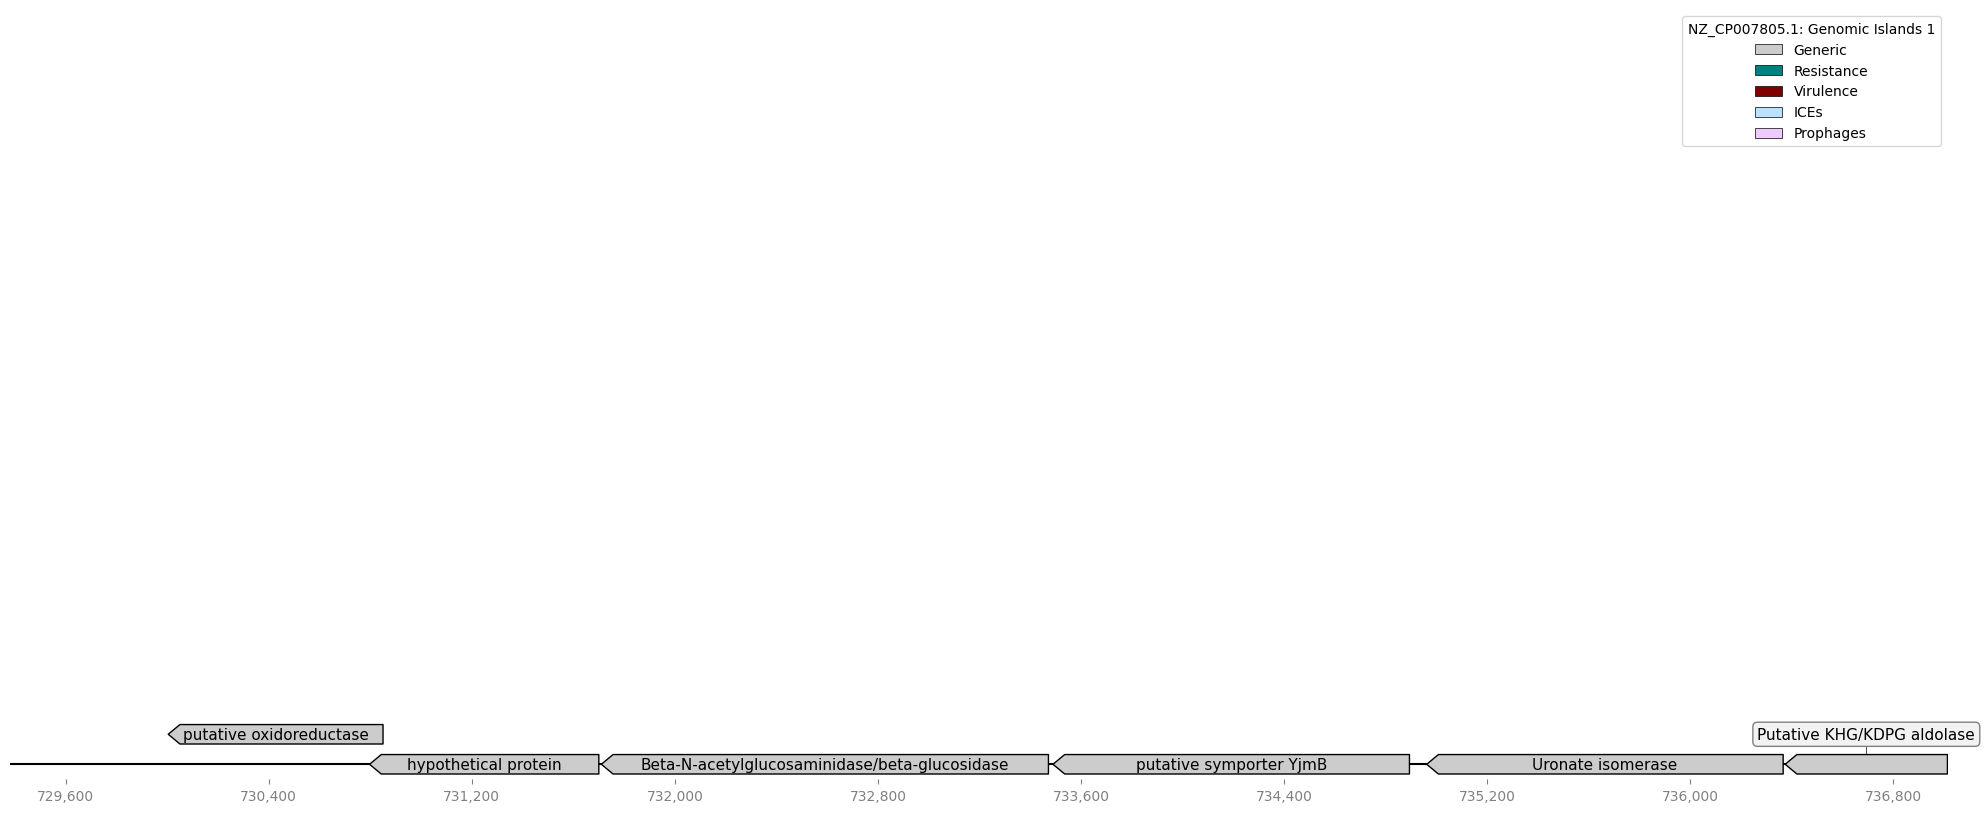 NZ_CP007805.1: Genomic Islands 1
Generic
Resistance
Virulence
ICEs
Prophages
putative oxidoreductase
Putative KHG/KDPG aldolase
hypothetical protein
Beta-N-acetylglucosaminidase/beta-glucosidase
putative symporter YjmB
Uronate isomerase
729,600
730,400
731,200
732,000
732,800
733,600
734,400
735,200
736,000
736,800